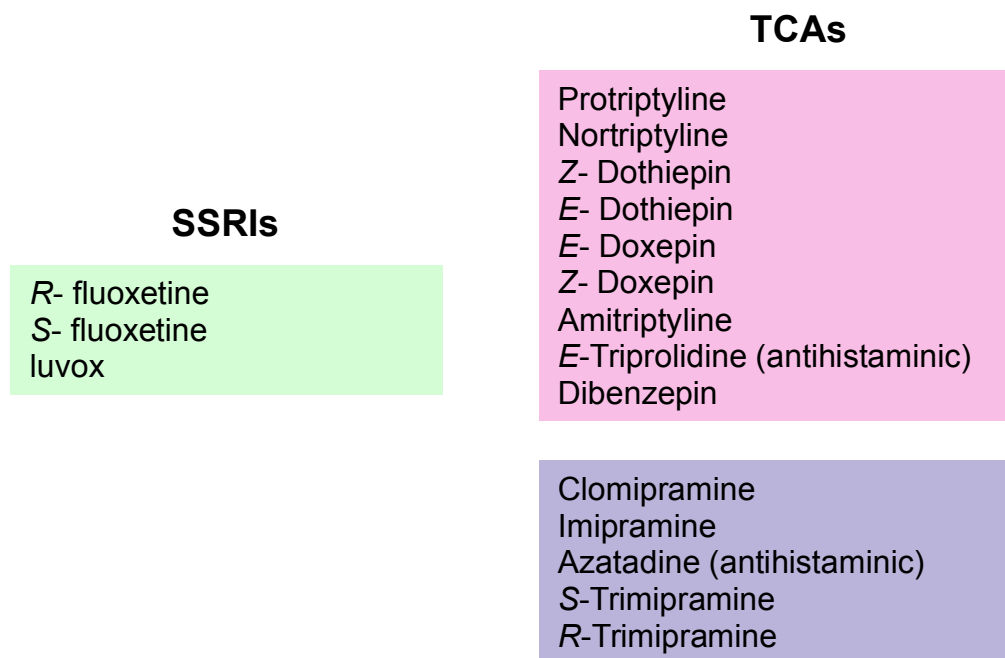 SSRIs
R- fluoxetine
S- fluoxetine
luvox
TCAs
Protriptyline
Nortriptyline
Z- Dothiepin
E- Dothiepin
E- Doxepin
Z- Doxepin
Amitriptyline
E-Triprolidine (antihistaminic)
Dibenzepin
Clomipramine
Imipramine
Azatadine (antihistaminic)
S-Trimipramine
R-Trimipramine